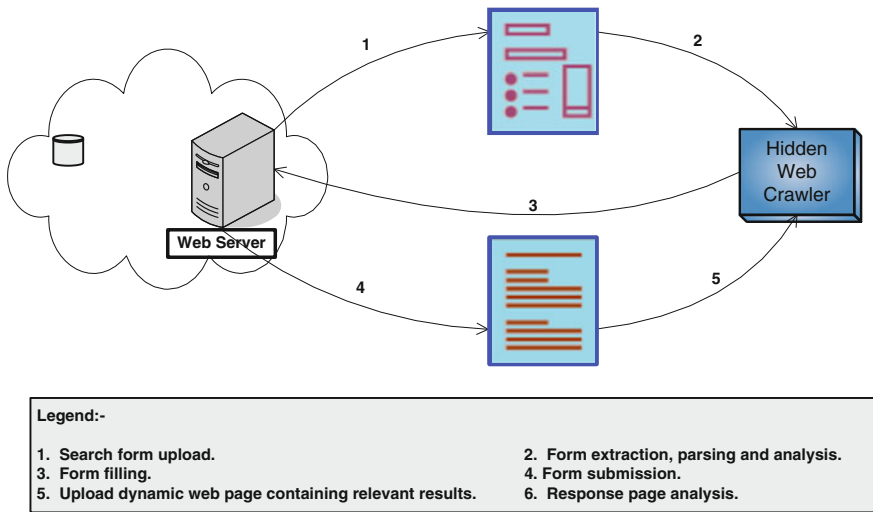 1
2
Hidden
Web
Crawler
3
Web Server
4
5
Legend:-
1. Search form upload.
2. Form extraction, parsing and analysis.
3. Form filling.
4. Form submission.
5. Upload dynamic web page containing relevant results.
6. Response page analysis.